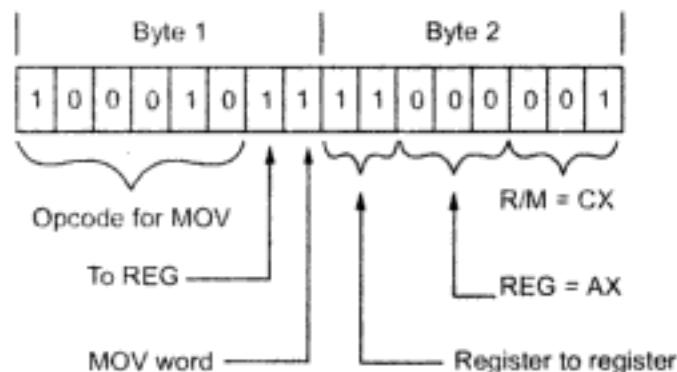 Byte 1 Byte 2
1 0 0 0 1 0 1 1 1 1 0 0 0 0 0 1
Opcode for MOV R/M = CX
To REG REG = AX
MOV word Register to register